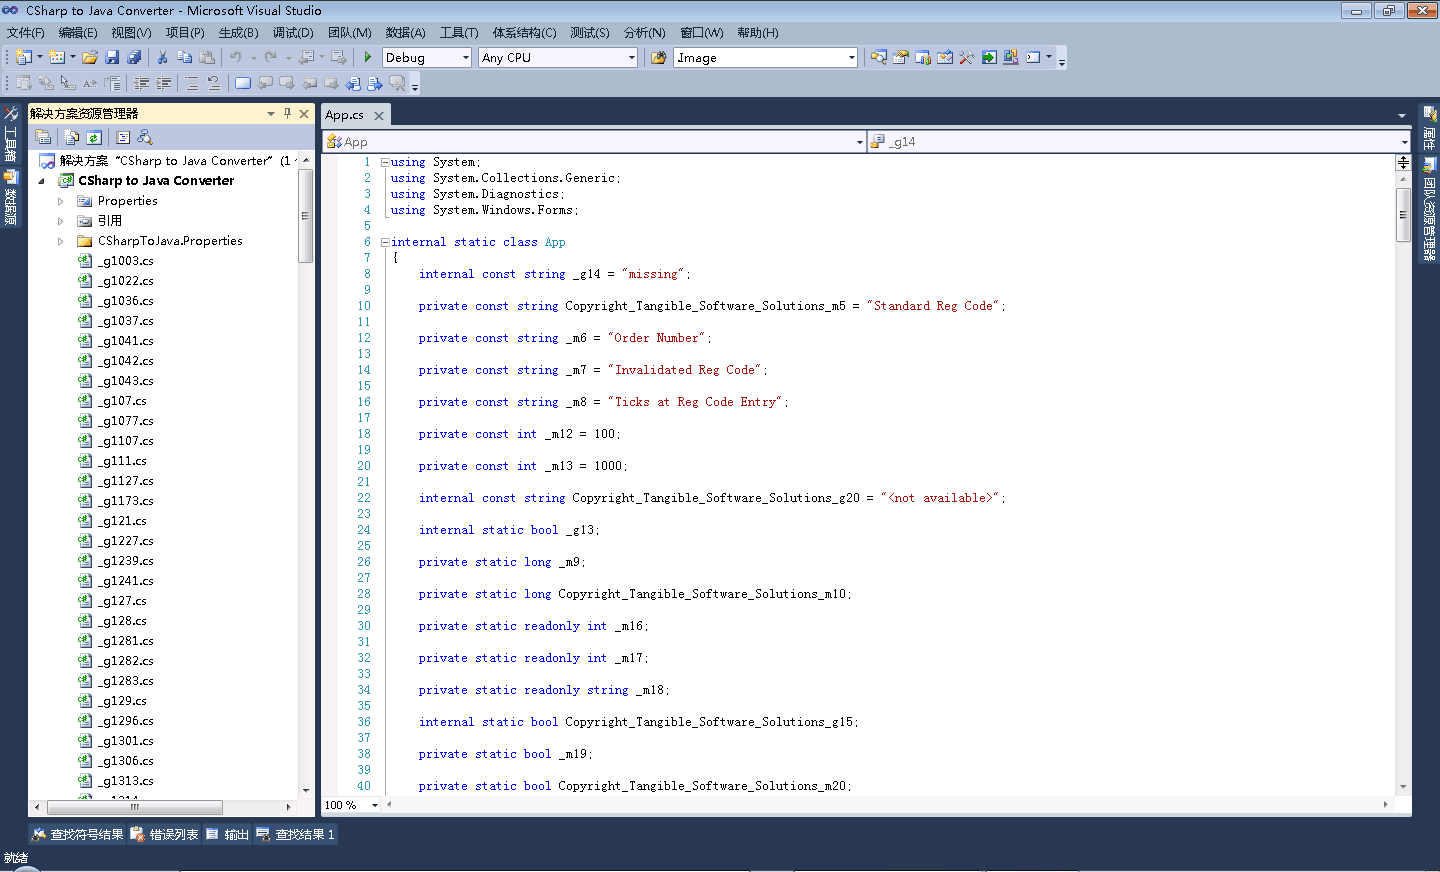 CSharp to Java Converter - Microsoft Visual Studio
文件(F) 编辑(E) 视图(V) 项目(P) 生成(B) 调试(D) 团队(M) 数据(A) 工具(T) 体系结构(C) 测试(S) 分析(N) 窗口(W) 帮助(H)
Debug Any CPU Image
工具箱
数据源
解决方案资源管理器
解决方案 "CSharp to Java Converter" (1
CSharp to Java Converter
Properties
引用
CSharpToJava.Properties
_g1003.cs
_g1022.cs
_g1036.cs
_g1037.cs
_g1041.cs
_g1042.cs
_g1043.cs
_g107.cs
_g1077.cs
_g1107.cs
_g111.cs
_g1127.cs
_g1173.cs
_g121.cs
_g1227.cs
_g1239.cs
_g1241.cs
_g127.cs
_g128.cs
_g1281.cs
_g1282.cs
_g1283.cs
_g129.cs
_g1296.cs
_g1301.cs
_g1306.cs
_g1313.cs
App.cs
App _g14
1 using System;
2 using System.Collections.Generic;
3 using System.Diagnostics;
4 using System.Windows.Forms;
5
6 internal static class App
7 {
8 internal const string _g14 = "missing";
9
10 private const string Copyright_Tangible_Software_Solutions_m5 = "Standard Reg Code";
11
12 private const string _m6 = "Order Number";
13
14 private const string _m7 = "Invalidated Reg Code";
15
16 private const string _m8 = "Ticks at Reg Code Entry";
17
18 private const int _m12 = 100;
19
20 private const int _m13 = 1000;
21
22 internal const string Copyright_Tangible_Software_Solutions_g20 = "<not available>";
23
24 internal static bool _g13;
25
26 private static long _m9;
27
28 private static long Copyright_Tangible_Software_Solutions_m10;
29
30 private static readonly int _m16;
31
32 private static readonly int _m17;
33
34 private static readonly string _m18;
35
36 internal static bool Copyright_Tangible_Software_Solutions_g15;
37
38 private static bool _m19;
39
40 private static bool Copyright_Tangible_Software_Solutions_m20;
100 %
属性
团队资源管理器
查找符号结果 错误列表 输出 查找结果 1
就绪